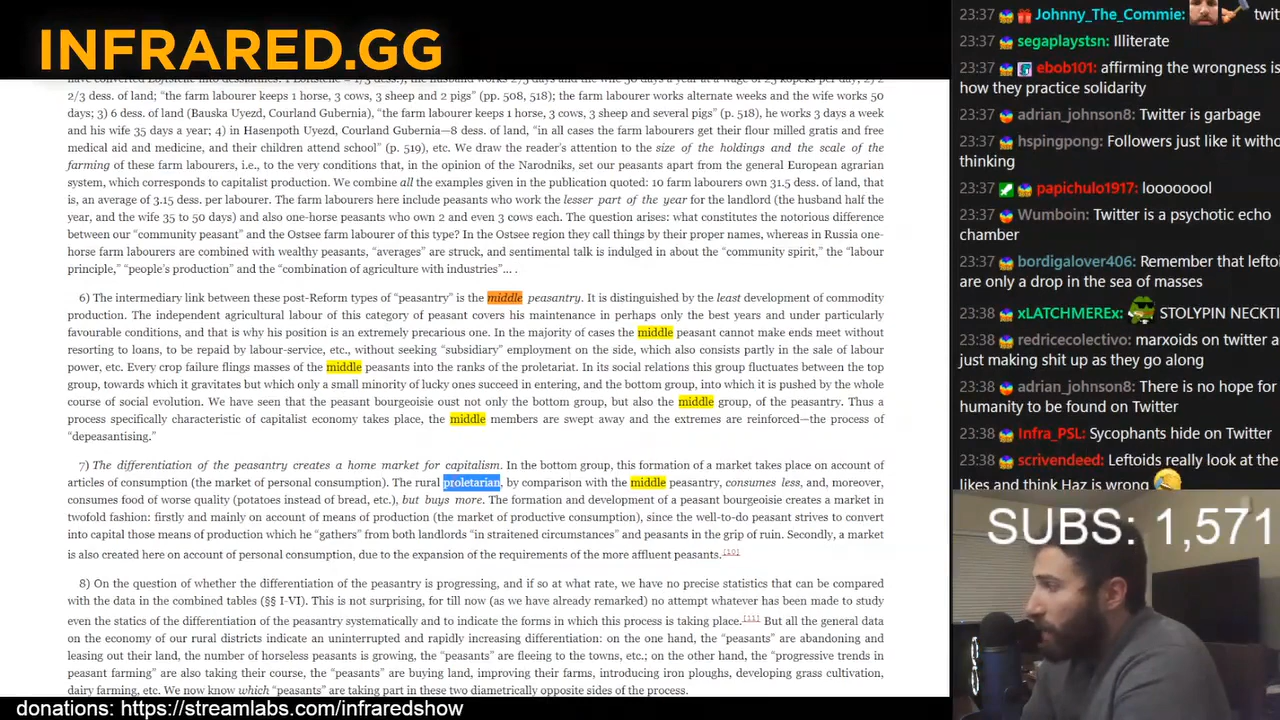 INFRARED.GG
have converted Lofstelle into dessiatines: 1 Lofstelle = 1/3 dess.), the husband works 2/3 days and the wife 30 days a year at a wage of 25 kopeks per day; 2) 2
2/3 dess. of land; “the farm labourer keeps 1 horse, 3 cows, 3 sheep and 2 pigs” (pp. 508, 518); the farm labourer works alternate weeks and the wife works 50
days; 3) 6 dess. of land (Bauska Uyezd, Courland Gubernia), “the farm labourer keeps 1 horse, 3 cows, 3 sheep and several pigs” (p. 518), he works 3 days a week
and his wife 35 days a year; 4) in Hasenpoth Uyezd, Courland Gubernia—8 dess. of land, “in all cases the farm labourers get their flour milled gratis and free
medical aid and medicine, and their children attend school” (p. 519), etc. We draw the reader’s attention to the size of the holdings and the scale of the
farming of these farm labourers, i.e., to the very conditions that, in the opinion of the Narodniks, set our peasants apart from the general European agrarian
system, which corresponds to capitalist production. We combine all the examples given in the publication quoted: 10 farm labourers own 31.5 dess. of land, that
is, an average of 3.15 dess. per labourer. The farm labourers here include peasants who work the lesser part of the year for the landlord (the husband half the
year, and the wife 35 to 50 days) and also one-horse peasants who own 2 and even 3 cows each. The question arises: what constitutes the notorious difference
between our “community peasant” and the Ostsee farm labourer of this type? In the Ostsee region they call things by their proper names, whereas in Russia one-
horse farm labourers are combined with wealthy peasants, “averages” are struck, and sentimental talk is indulged in about the “community spirit,” the “labour
principle,” “people’s production” and the “combination of agriculture with industries”... .
6) The intermediary link between these post-Reform types of “peasantry” is the middle peasantry. It is distinguished by the least development of commodity
production. The independent agricultural labour of this category of peasant covers his maintenance in perhaps only the best years and under particularly
favourable conditions, and that is why his position is an extremely precarious one. In the majority of cases the middle peasant cannot make ends meet without
resorting to loans, to be repaid by labour-service, etc., without seeking “subsidiary” employment on the side, which also consists partly in the sale of labour
power, etc. Every crop failure flings masses of the middle peasants into the ranks of the proletariat. In its social relations this group fluctuates between the top
group, towards which it gravitates but which only a small minority of lucky ones succeed in entering, and the bottom group, into which it is pushed by the whole
course of social evolution. We have seen that the peasant bourgeoisie oust not only the bottom group, but also the middle group, of the peasantry. Thus a
process specifically characteristic of capitalist economy takes place, the middle members are swept away and the extremes are reinforced—the process of
“depeasantising.”
7) The differentiation of the peasantry creates a home market for capitalism. In the bottom group, this formation of a market takes place on account of
articles of consumption (the market of personal consumption). The rural proletarian, by comparison with the middle peasantry, consumes less, and, moreover,
consumes food of worse quality (potatoes instead of bread, etc.), but buys more. The formation and development of a peasant bourgeoisie creates a market in
twofold fashion: firstly and mainly on account of means of production (the market of productive consumption), since the well-to-do peasant strives to convert
into capital those means of production which he “gathers” from both landlords “in straitened circumstances” and peasants in the grip of ruin. Secondly, a market
is also created here on account of personal consumption, due to the expansion of the requirements of the more affluent peasants.[10]
8) On the question of whether the differentiation of the peasantry is progressing, and if so at what rate, we have no precise statistics that can be compared
with the data in the combined tables (§§ I-VI). This is not surprising, for till now (as we have already remarked) no attempt whatever has been made to study
even the statics of the differentiation of the peasantry systematically and to indicate the forms in which this process is taking place.[11] But all the general data
on the economy of our rural districts indicate an uninterrupted and rapidly increasing differentiation: on the one hand, the “peasants” are abandoning and
leasing out their land, the number of horseless peasants is growing, the “peasants” are fleeing to the towns, etc.; on the other hand, the “progressive trends in
peasant farming” are also taking their course, the “peasants” are buying land, improving their farms, introducing iron ploughs, developing grass cultivation,
dairy farming, etc. We now know which “peasants” are taking part in these two diametrically opposite sides of the process.
donations: https://streamlabs.com/infraredshow
23:37 Johnny_The_Commie: twit
23:37 segaplaystsn: Illiterate
23:37 ebob101: affirming the wrongness is
how they practice solidarity
23:37 adrian_johnson8: Twitter is garbage
23:37 hspingpong: Followers just like it witho
thinking
23:37 papichulo1917: looooool
23:37 Wumboin: Twitter is a psychotic echo
chamber
23:37 bordigalover406: Remember that leftoi
are only a drop in the sea of masses
23:38 xLATCHMEREx: STOLYPIN NECKTI
23:38 redricecolectivo: marxoids on twitter a
just making shit up as they go along
23:38 adrian_johnson8: There is no hope for
humanity to be found on Twitter
23:38 Infra_PSL: Sycophants hide on Twitter
23:38 scrivendeed: Leftoids really look at the
likes and think Haz is wrong
SUBS: 1,571